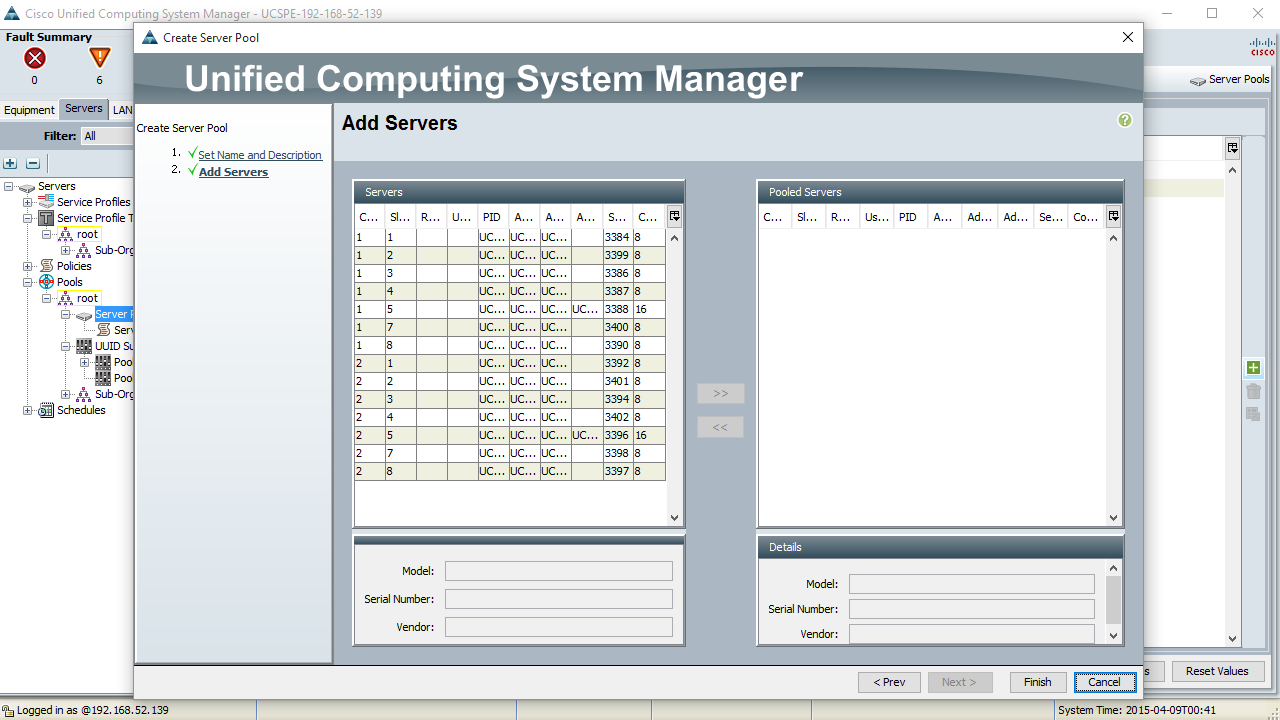 Cisco Unified Computing System Manager - UCSPE-192-168-52-139
Fault Summary
0
6
Equipment
Servers
LAN
Filter:
All
Servers
Service Profiles
Service Profile T
root
Sub-Org
Policies
Pools
root
Server P
Serv
UUID Su
Poo
Poo
Sub-Org
Schedules
Create Server Pool
Unified Computing System Manager
Create Server Pool
1. Set Name and Description
2. Add Servers
Add Servers
Servers
C... Sl... R... U... PID A... A... A... S... C...
1 1 UC... UC... UC... 3384 8
1 2 UC... UC... UC... 3399 8
1 3 UC... UC... UC... 3386 8
1 4 UC... UC... UC... 3387 8
1 5 UC... UC... UC... UC... 3388 16
1 7 UC... UC... UC... 3400 8
1 8 UC... UC... UC... 3390 8
2 1 UC... UC... UC... 3392 8
2 2 UC... UC... UC... 3401 8
2 3 UC... UC... UC... 3394 8
2 4 UC... UC... UC... 3402 8
2 5 UC... UC... UC... UC... 3396 16
2 7 UC... UC... UC... 3398 8
2 8 UC... UC... UC... 3397 8
>>
<<
Pooled Servers
C... Sl... R... Us... PID A... Ad... Ad... Se... Co...
Model:
Serial Number:
Vendor:
Details
Model:
Serial Number:
Vendor:
< Prev
Next >
Finish
Cancel
cisco
Server Pools
s
Reset Values
Logged in as @192.168.52.139
System Time: 2015-04-09T00:41